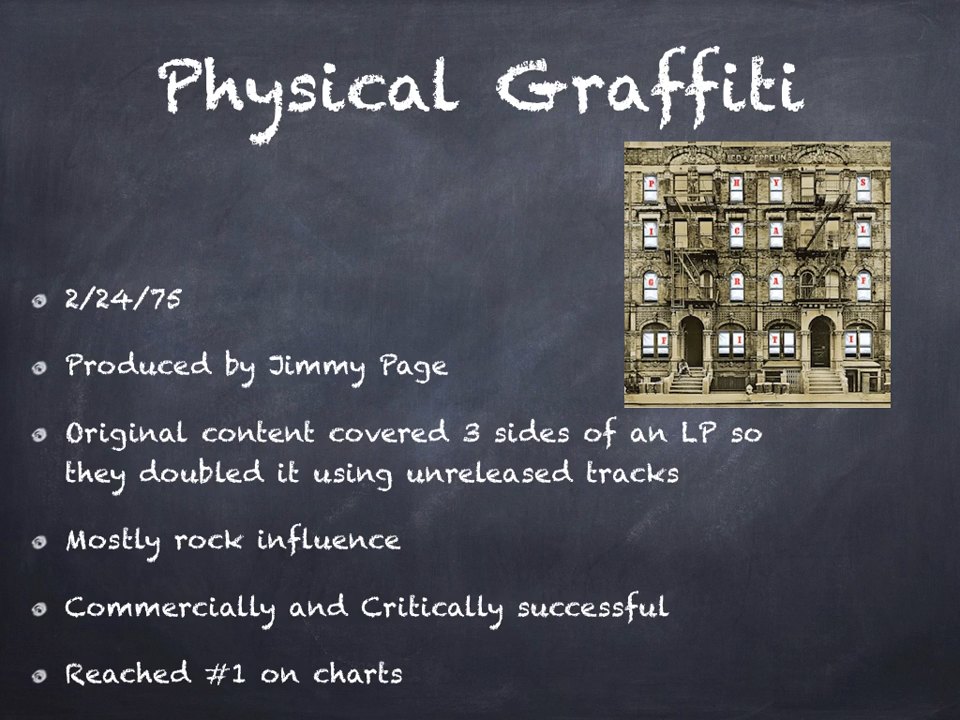 Physical Graffiti
LED ZEPPELIN
P H Y S
I C A L
G R A F
F I T I
2/24/75
Produced by Jimmy Page
Original content covered 3 sides of an LP so
they doubled it using unreleased tracks
Mostly rock influence
Commercially and Critically successful
Reached #1 on charts